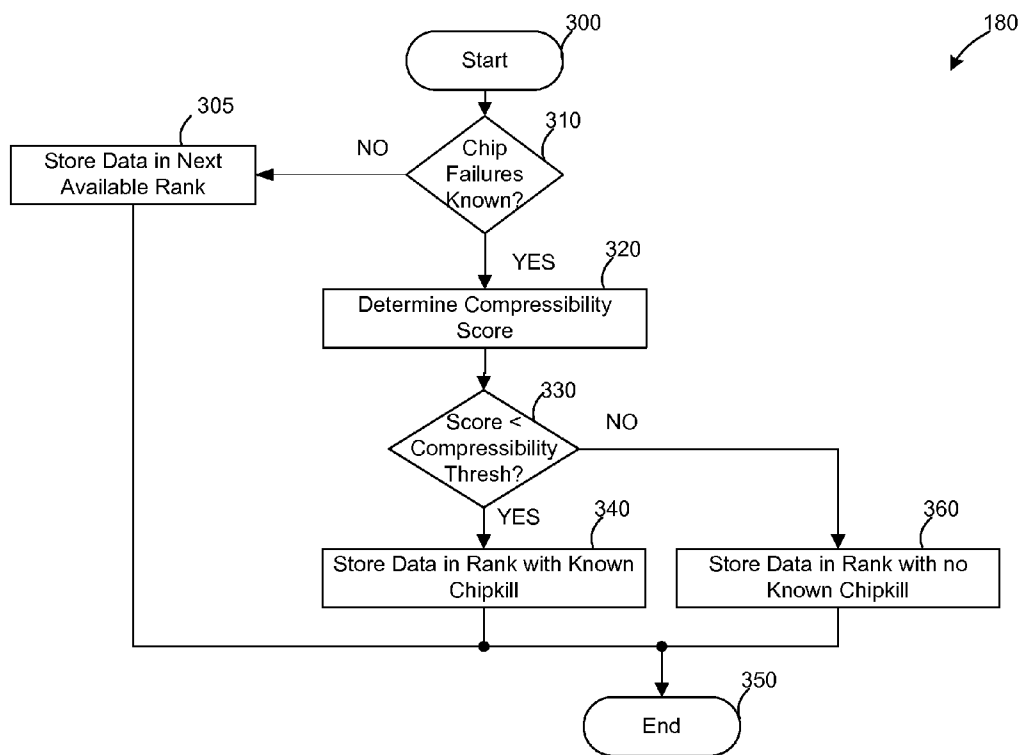 300
180
Start
305
310
NO
Chip
Failures
Known?
Store Data in Next
Available Rank
YES
320
Determine Compressibility
Score
330
Score <
Compressibility
Thresh?
NO
YES
340
360
Store Data in Rank with Known
Chipkill
Store Data in Rank with no
Known Chipkill
350
End